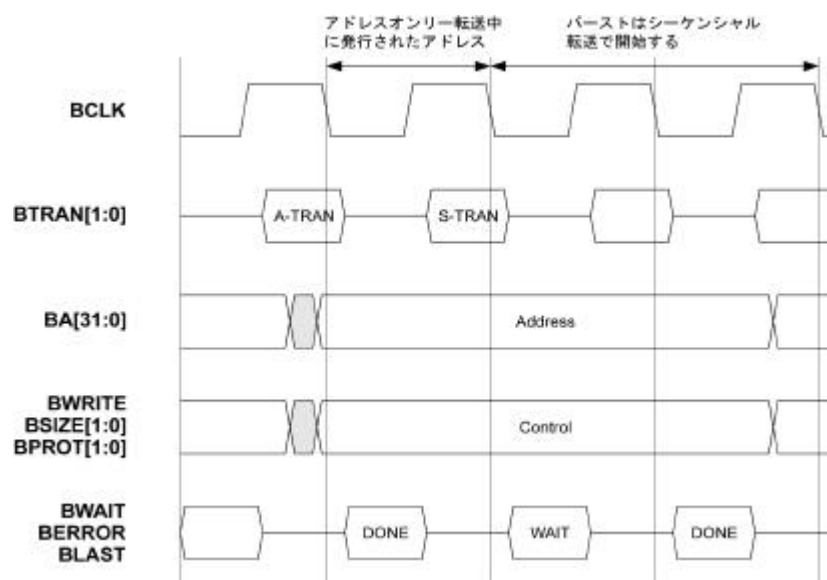 アドレスオンリー転送中
に発行されたアドレス
バーストはシーケンシャル
転送で開始する
BCLK
BTRAN[1:0]
A-TRAN
S-TRAN
BA[31:0]
Address
BWRITE
BSIZE[1:0]
BPROT[1:0]
Control
BWAIT
BERROR
BLAST
DONE
WAIT
DONE